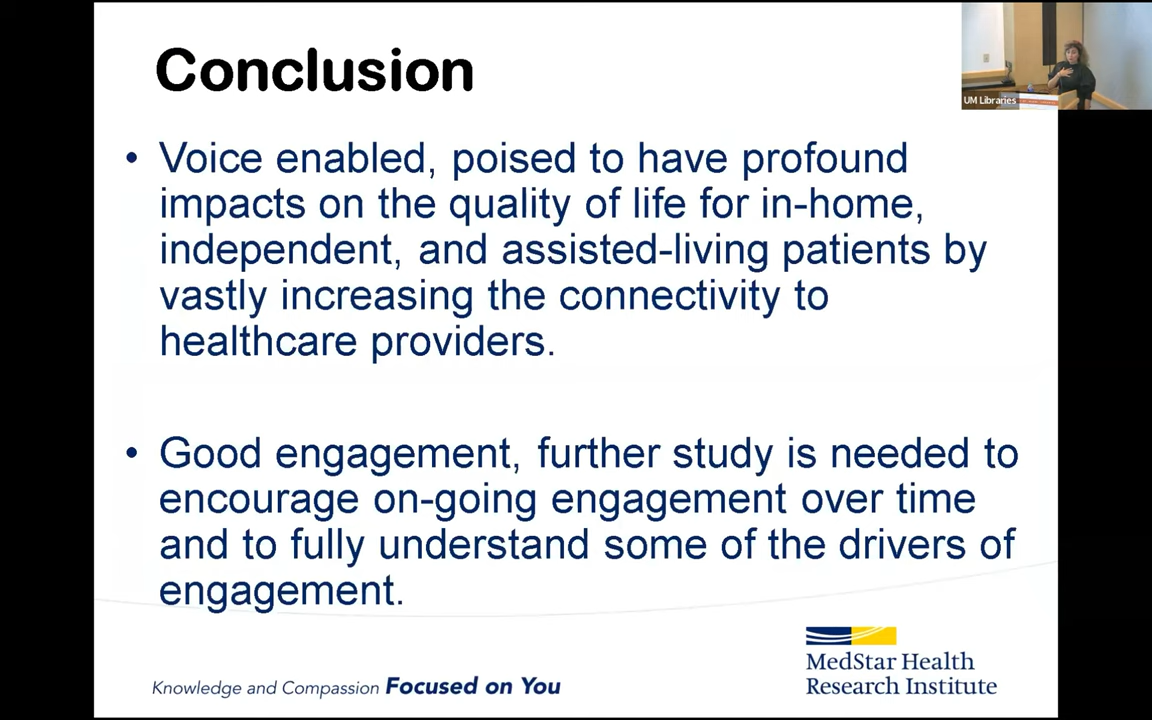 Conclusion
UM Libraries
• Voice enabled, poised to have profound
impacts on the quality of life for in-home,
independent, and assisted-living patients by
vastly increasing the connectivity to
healthcare providers.
• Good engagement, further study is needed to
encourage on-going engagement over time
and to fully understand some of the drivers of
engagement.
Knowledge and Compassion Focused on You
MedStar Health
Research Institute